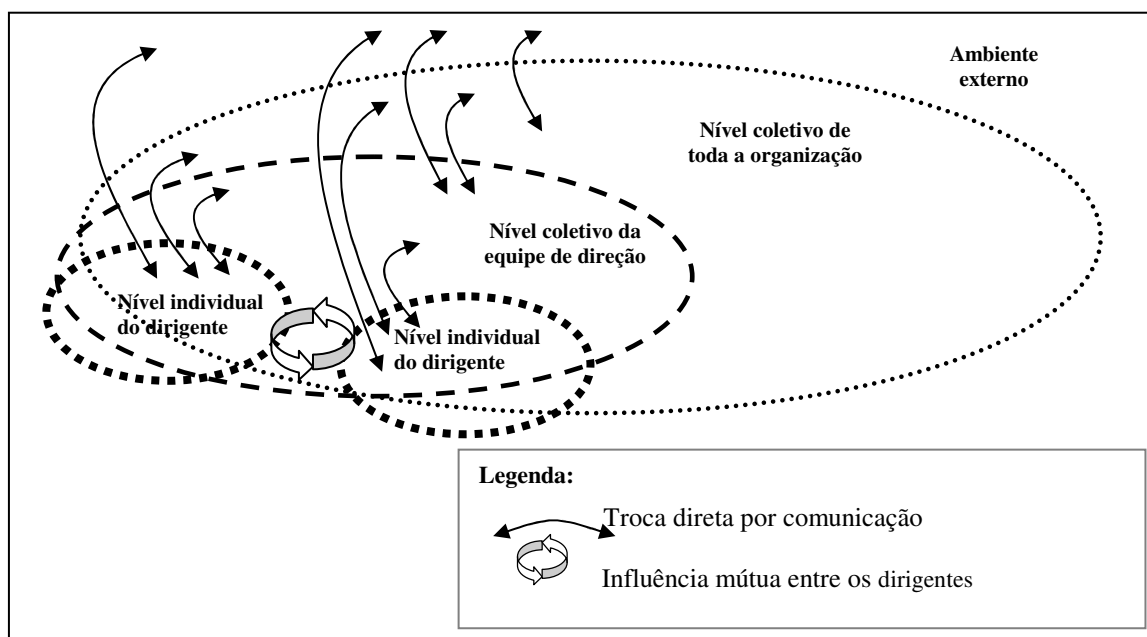 Ambiente
externo
Nível coletivo de
toda a organização
Nível coletivo da
equipe de direção
Nível individual
do dirigente
Nível individual
do dirigente
Legenda:
Troca direta por comunicação
Influência mútua entre os dirigentes